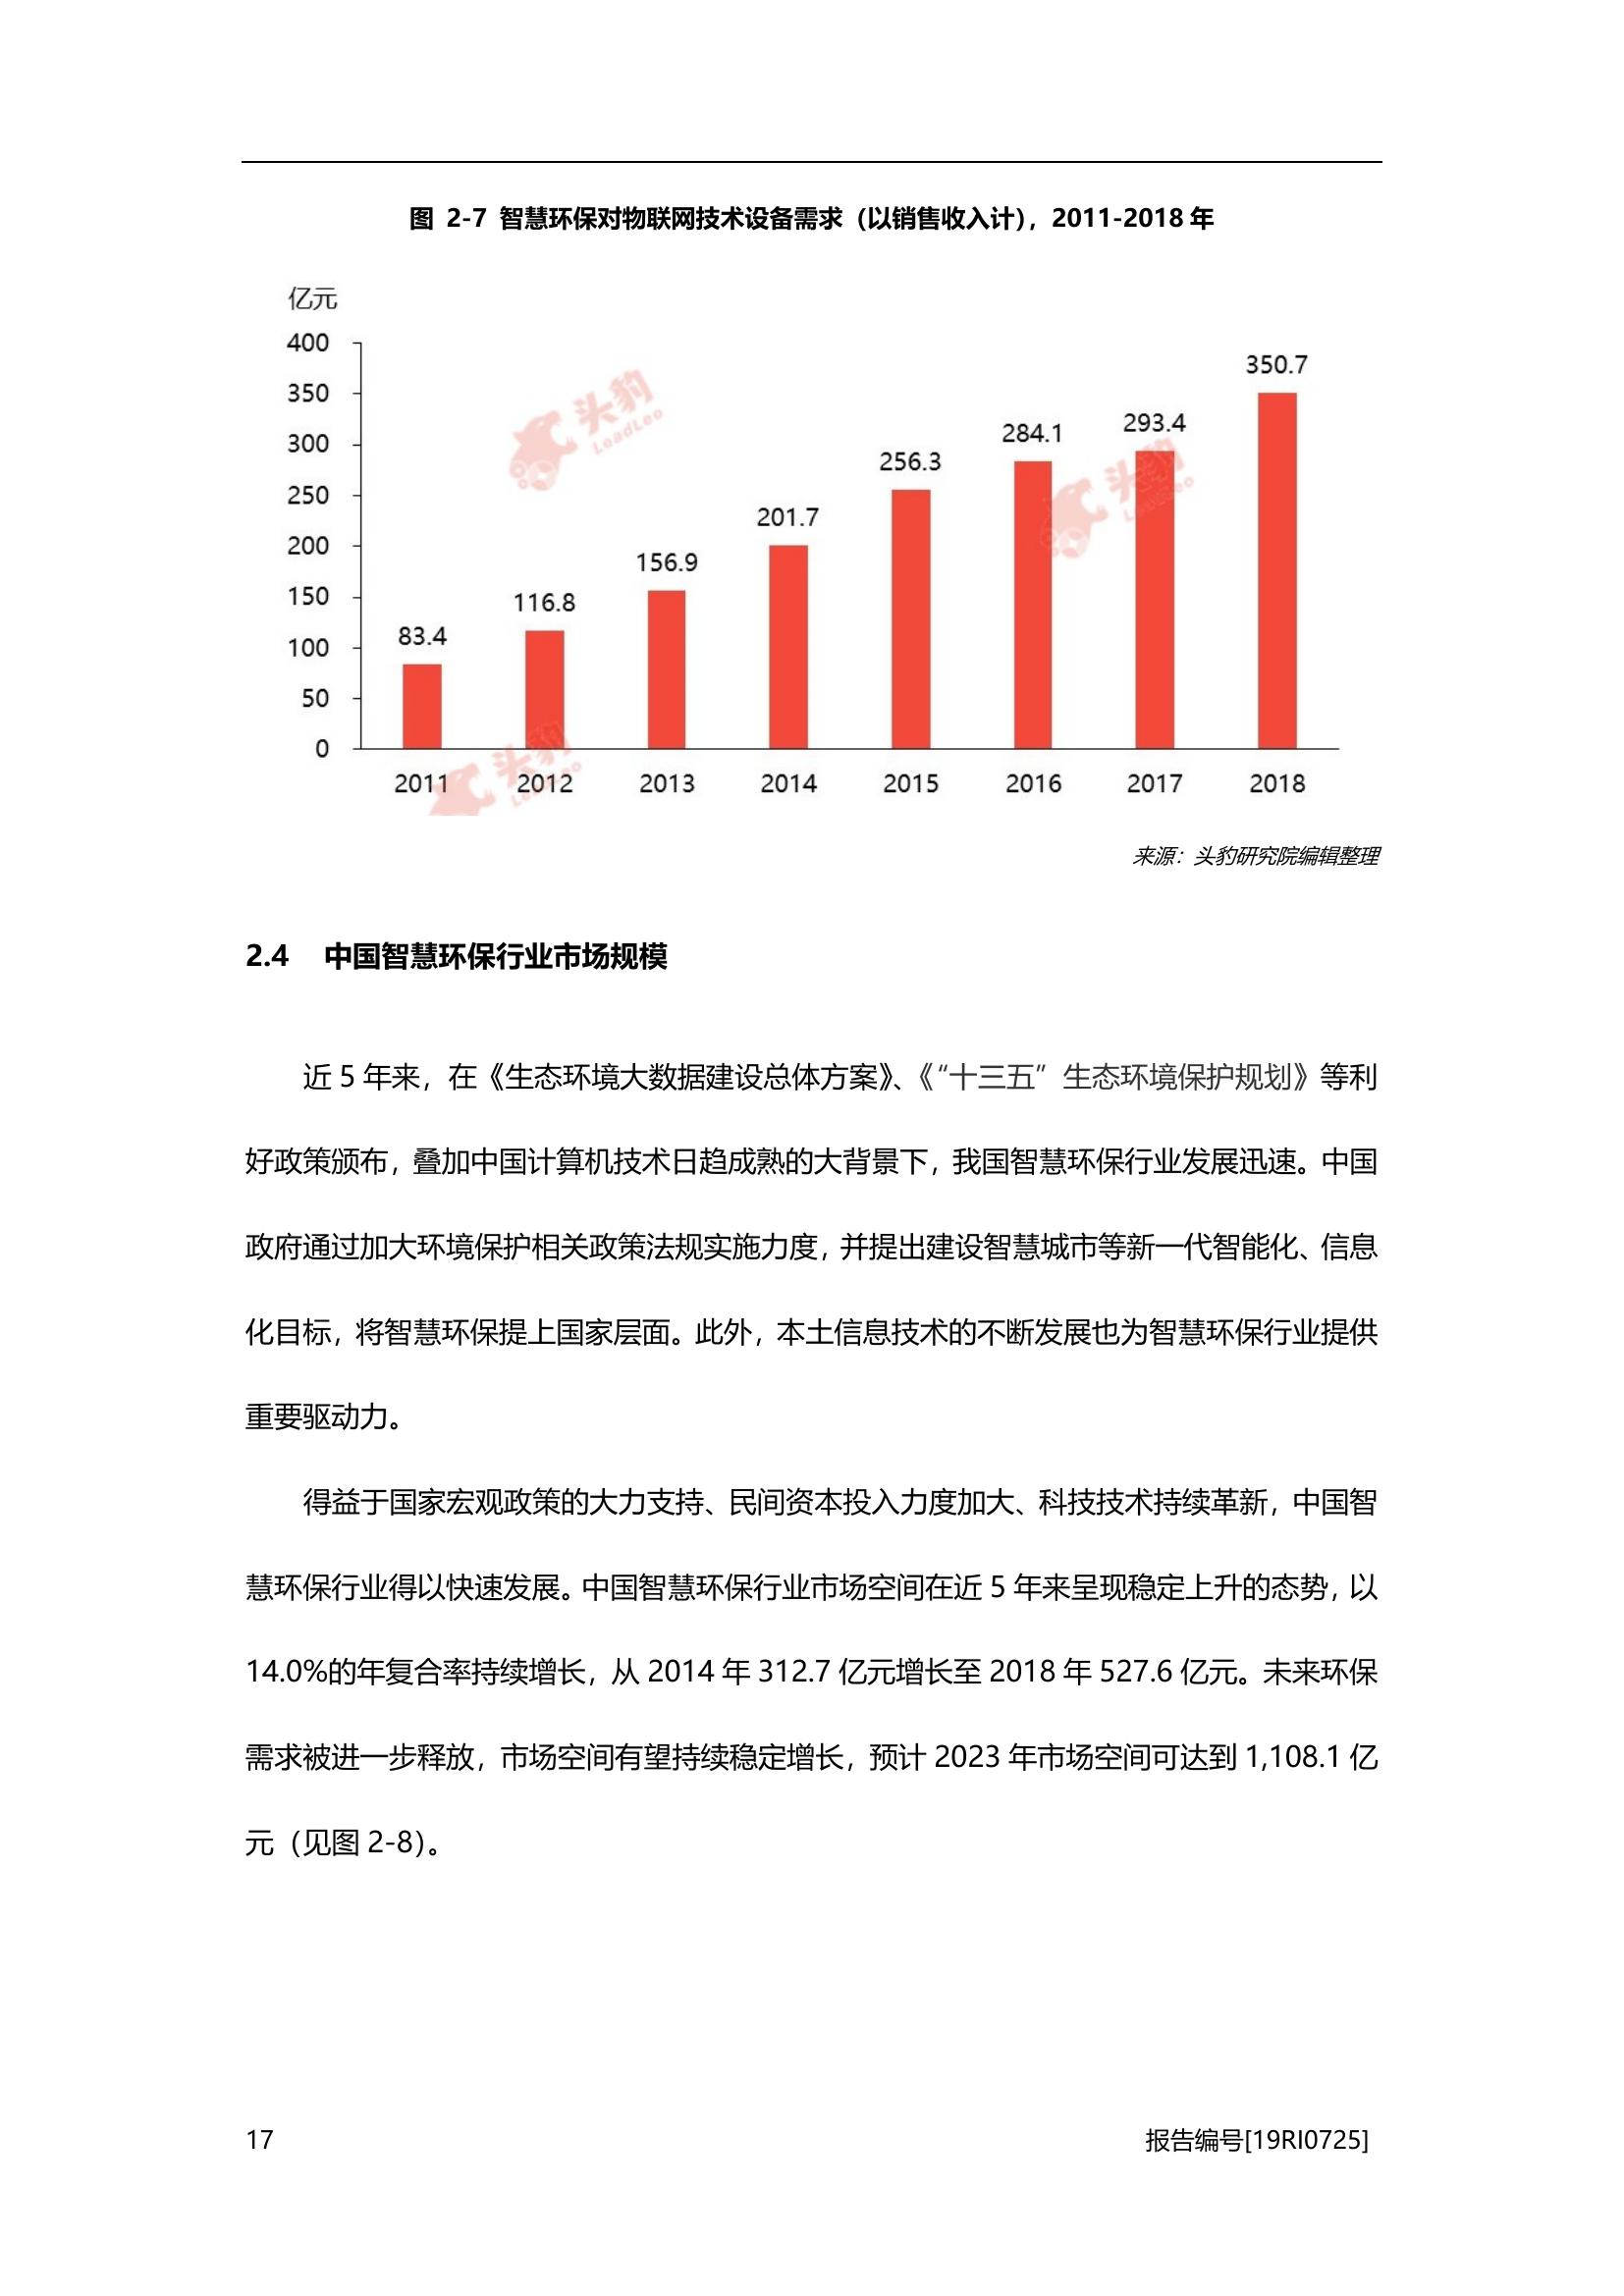 图 2-7 智慧环保对物联网技术设备需求（以销售收入计），2011-2018 年
亿元
400
350
300
250
200
150
100
50
0
83.4
116.8
156.9
201.7
256.3
284.1
293.4
350.7
2011
2012
2013
2014
2015
2016
2017
2018
头豹
LeadLeo
头豹
LeadLeo
头豹
LeadLeo
来源：头豹研究院编辑整理
2.4 中国智慧环保行业市场规模
近 5 年来，在《生态环境大数据建设总体方案》、《“十三五”生态环境保护规划》等利
好政策颁布，叠加中国计算机技术日趋成熟的大背景下，我国智慧环保行业发展迅速。中国
政府通过加大环境保护相关政策法规实施力度，并提出建设智慧城市等新一代智能化、信息
化目标，将智慧环保提上国家层面。此外，本土信息技术的不断发展也为智慧环保行业提供
重要驱动力。
得益于国家宏观政策的大力支持、民间资本投入力度加大、科技技术持续革新，中国智
慧环保行业得以快速发展。中国智慧环保行业市场空间在近 5 年来呈现稳定上升的态势，以
14.0%的年复合率持续增长，从 2014 年 312.7 亿元增长至 2018 年 527.6 亿元。未来环保
需求被进一步释放，市场空间有望持续稳定增长，预计 2023 年市场空间可达到 1,108.1 亿
元（见图 2-8）。
17
报告编号[19RI0725]